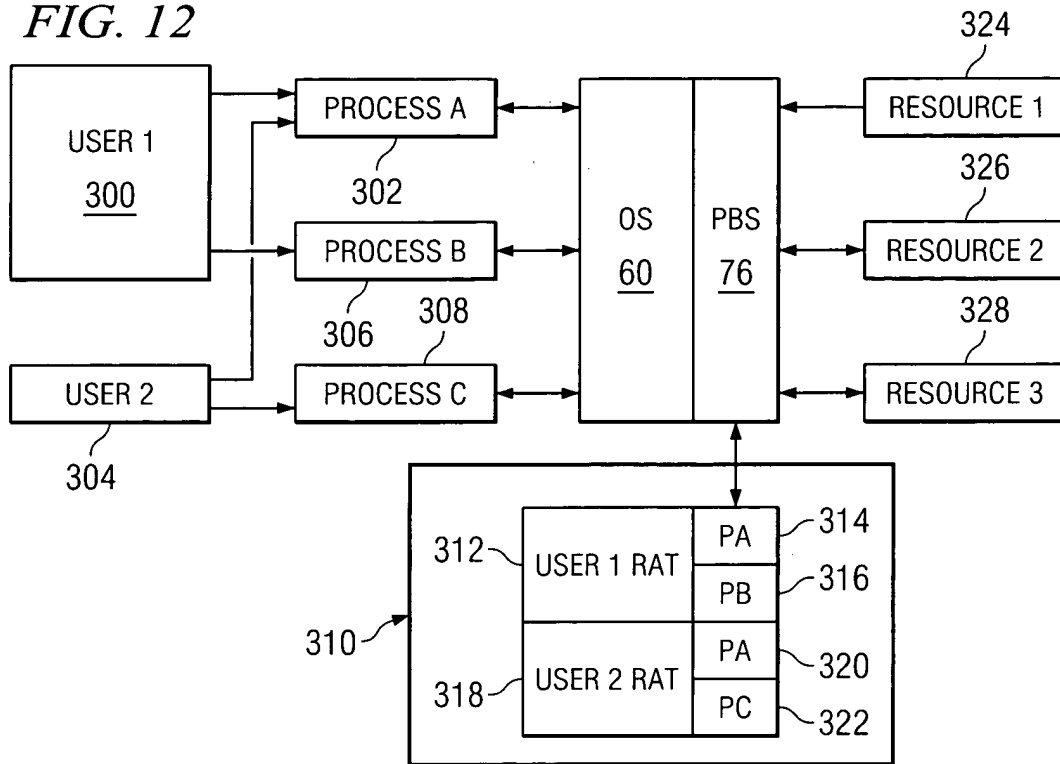 FIG. 12
324
USER 1
300
PROCESS A
302
OS
60
PBS
76
RESOURCE 1
326
PROCESS B
306
RESOURCE 2
308
328
USER 2
304
PROCESS C
RESOURCE 3
310
312
USER 1 RAT
PA
314
PB
316
318
USER 2 RAT
PA
320
PC
322